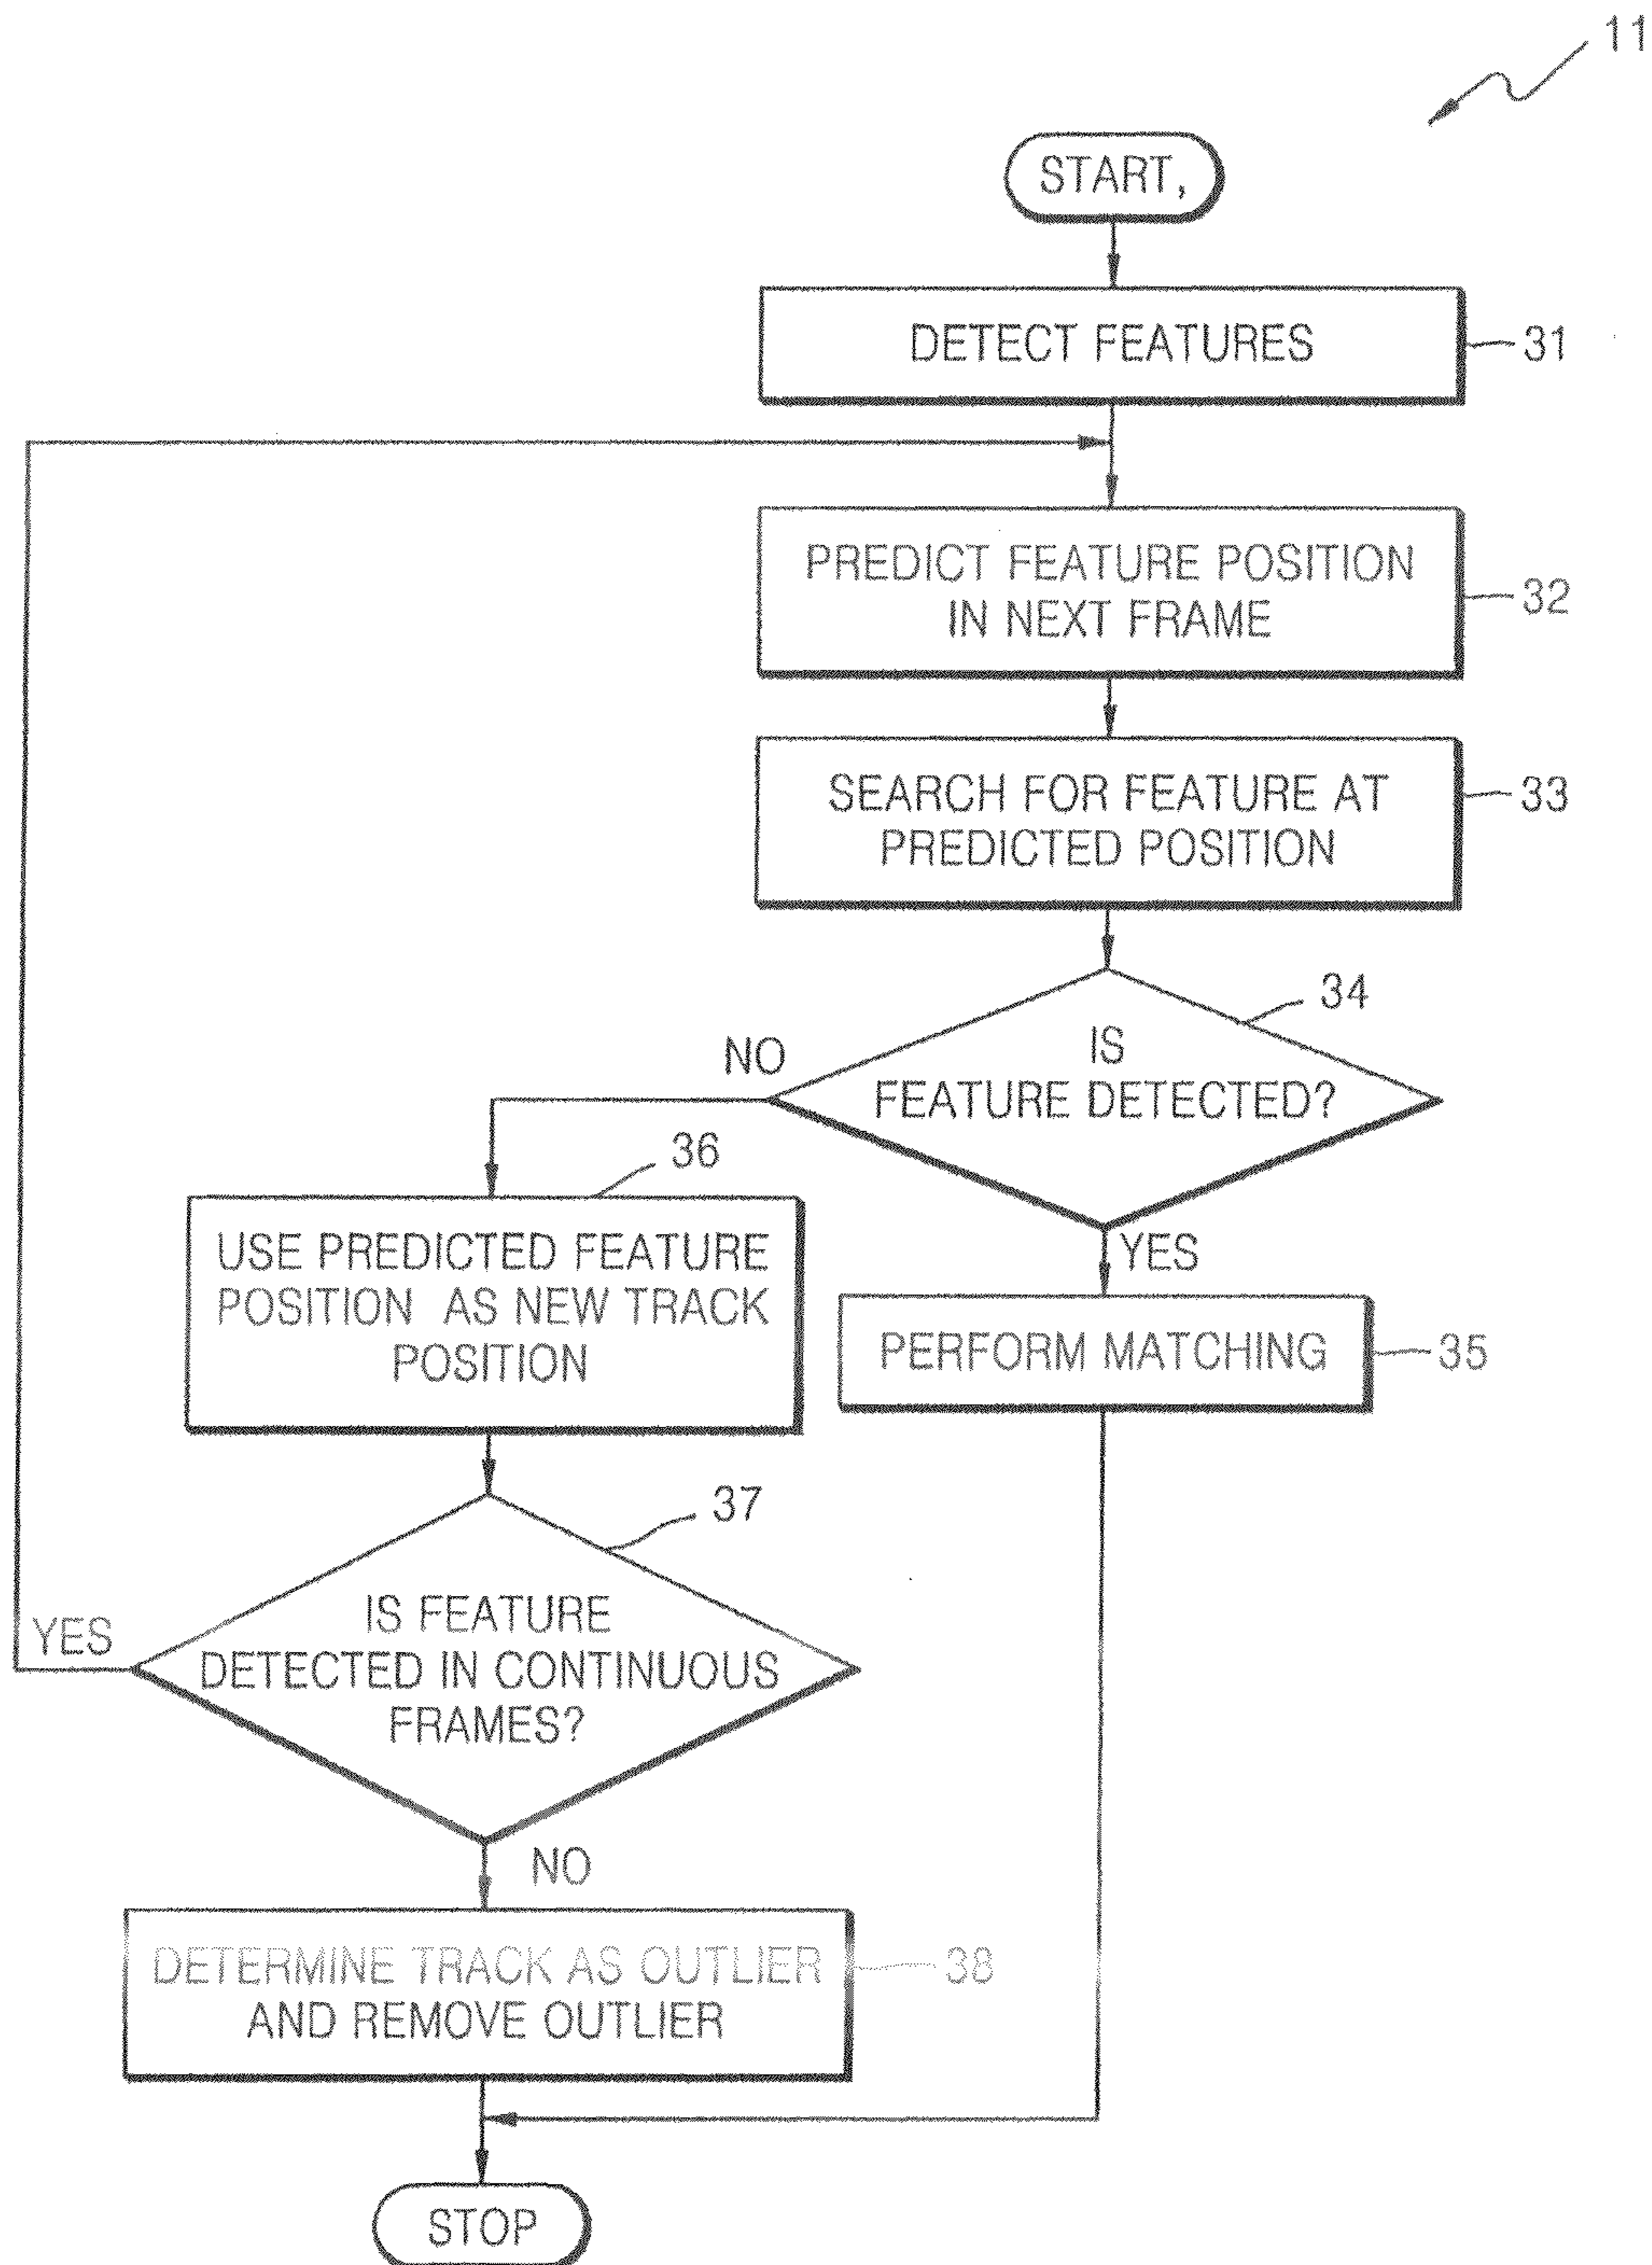 11
START,
DETECT FEATURES
31
PREDICT FEATURE POSITION
IN NEXT FRAME
32
SEARCH FOR FEATURE AT
PREDICTED POSITION
33
34
IS
FEATURE DETECTED?
NO
YES
36
USE PREDICTED FEATURE
POSITION AS NEW TRACK
POSITION
PERFORM MATCHING
35
37
IS FEATURE
DETECTED IN CONTINUOUS
FRAMES?
YES
NO
DETERMINE TRACK AS OUTLIER
AND REMOVE OUTLIER
38
STOP